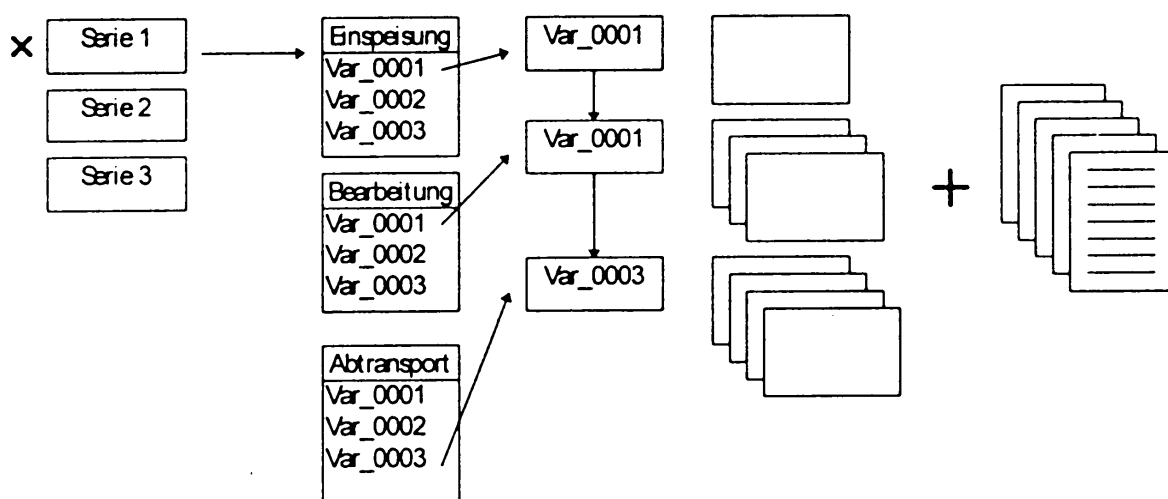 × Serie 1
Serie 2
Serie 3
Einspeisung
Var_0001
Var_0002
Var_0003
Bearbeitung
Var_0001
Var_0002
Var_0003
Abtransport
Var_0001
Var_0002
Var_0003
Var_0001
Var_0001
Var_0003
+